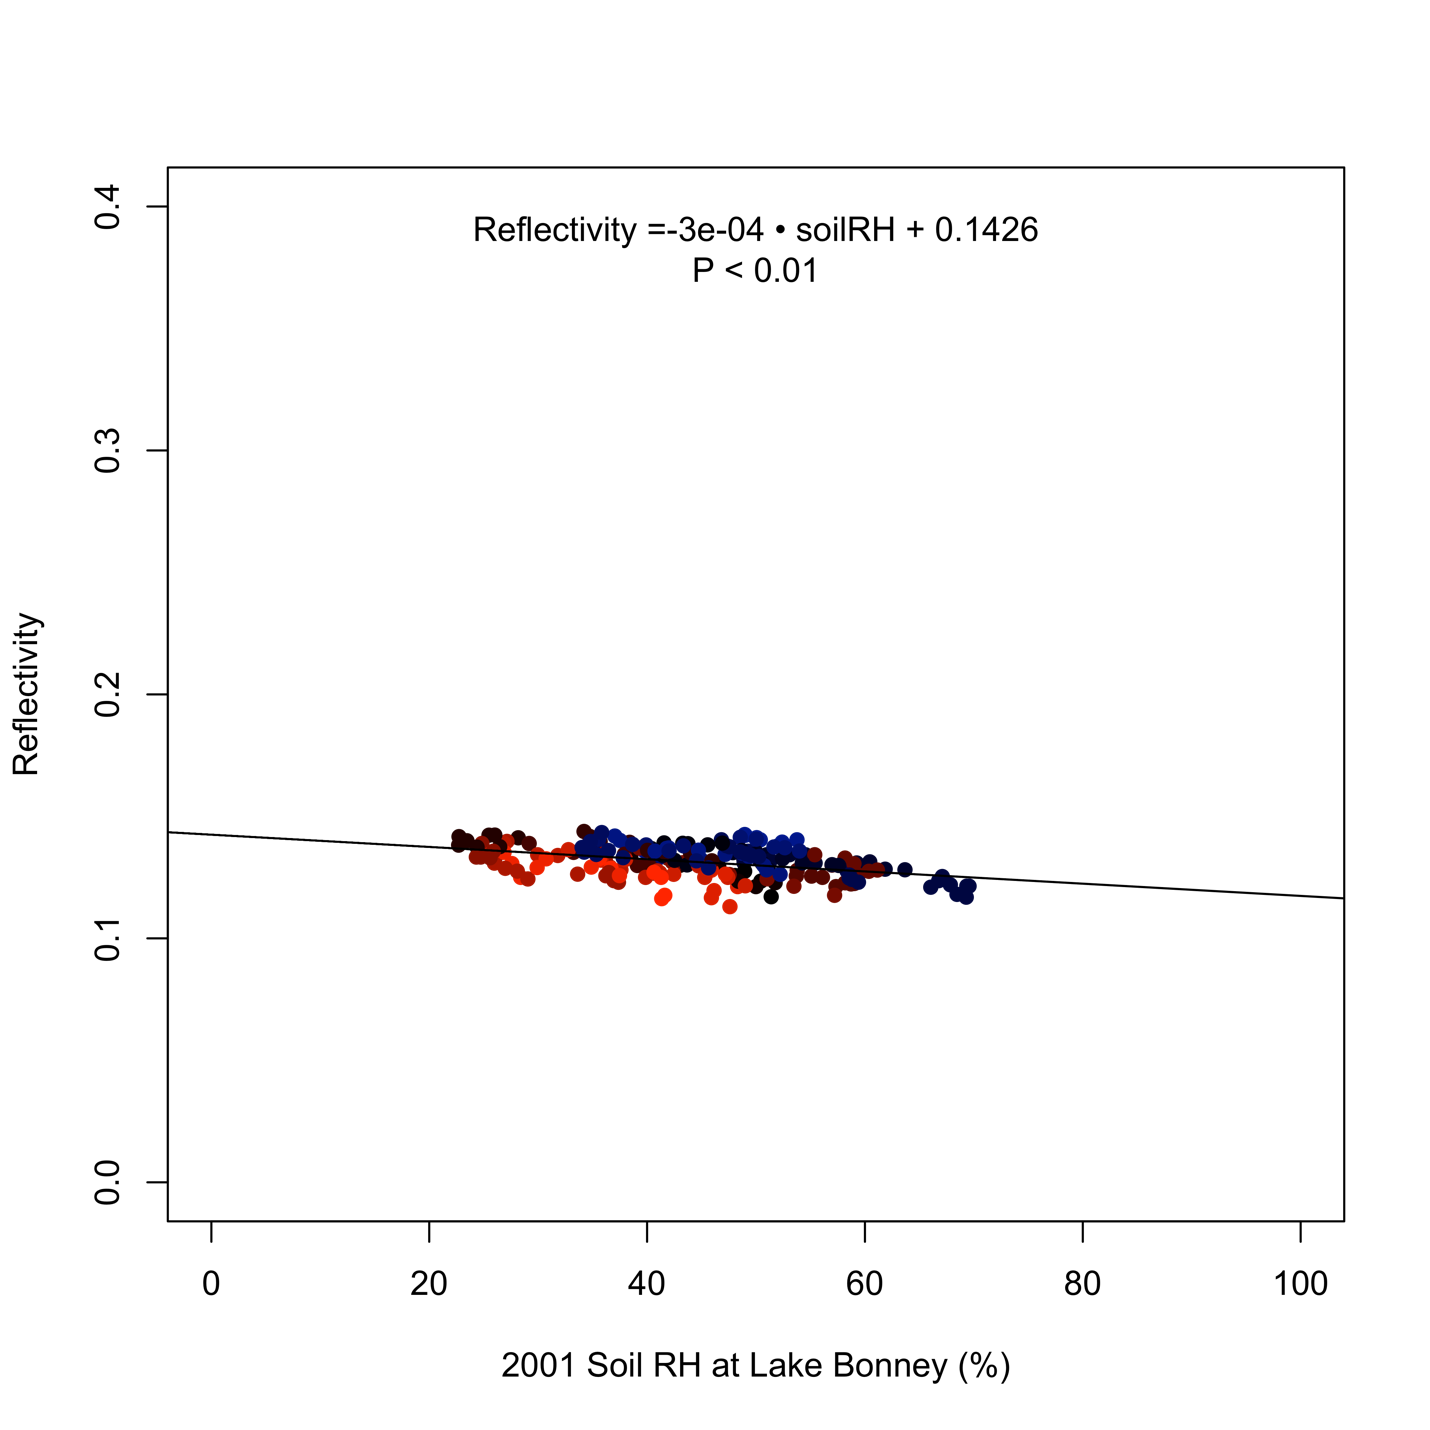 Reflectivity =-3e-04 • soilRH + 0.1426
P < 0.01
0.4
0.3
0.2
0.1
0.0
Reflectivity
0 20 40 60 80 100
2001 Soil RH at Lake Bonney (%)